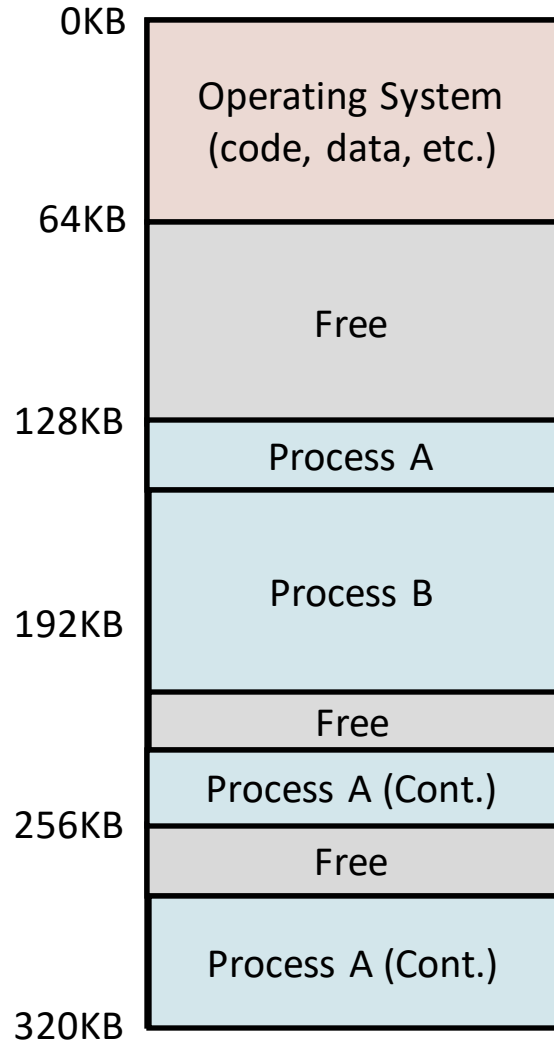 0KB
Operating System
(code, data, etc.)
64KB
Free
128KB
Process A
Process B
192KB
Free
Process A (Cont.)
256KB
Free
Process A (Cont.)
320KB